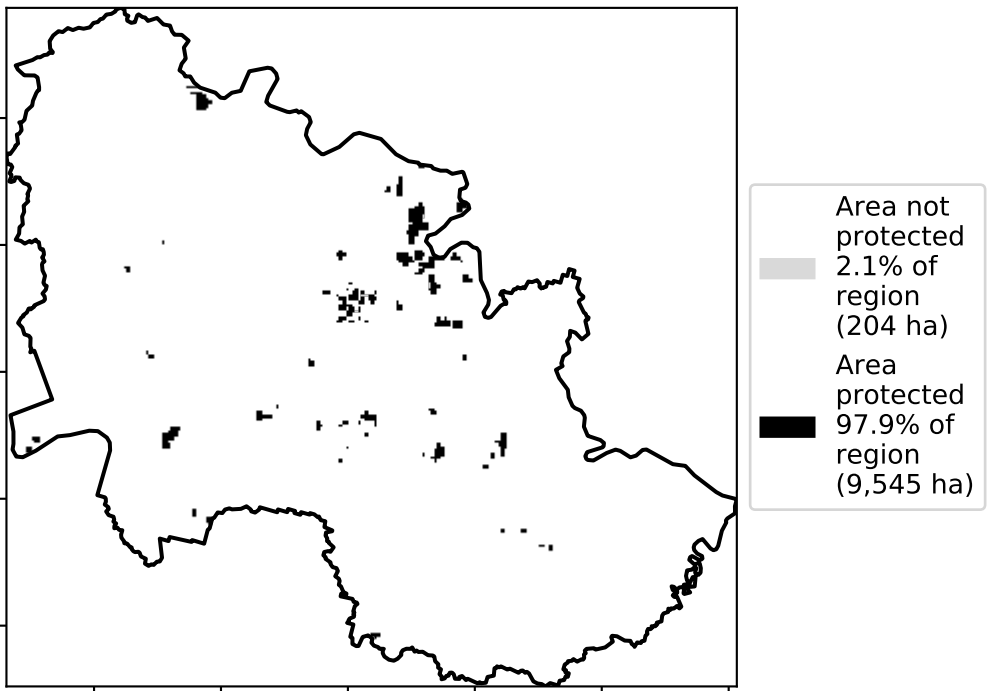 Area not
protected
2.1% of
region
(204 ha)
Area
protected
97.9% of
region
(9,545 ha)